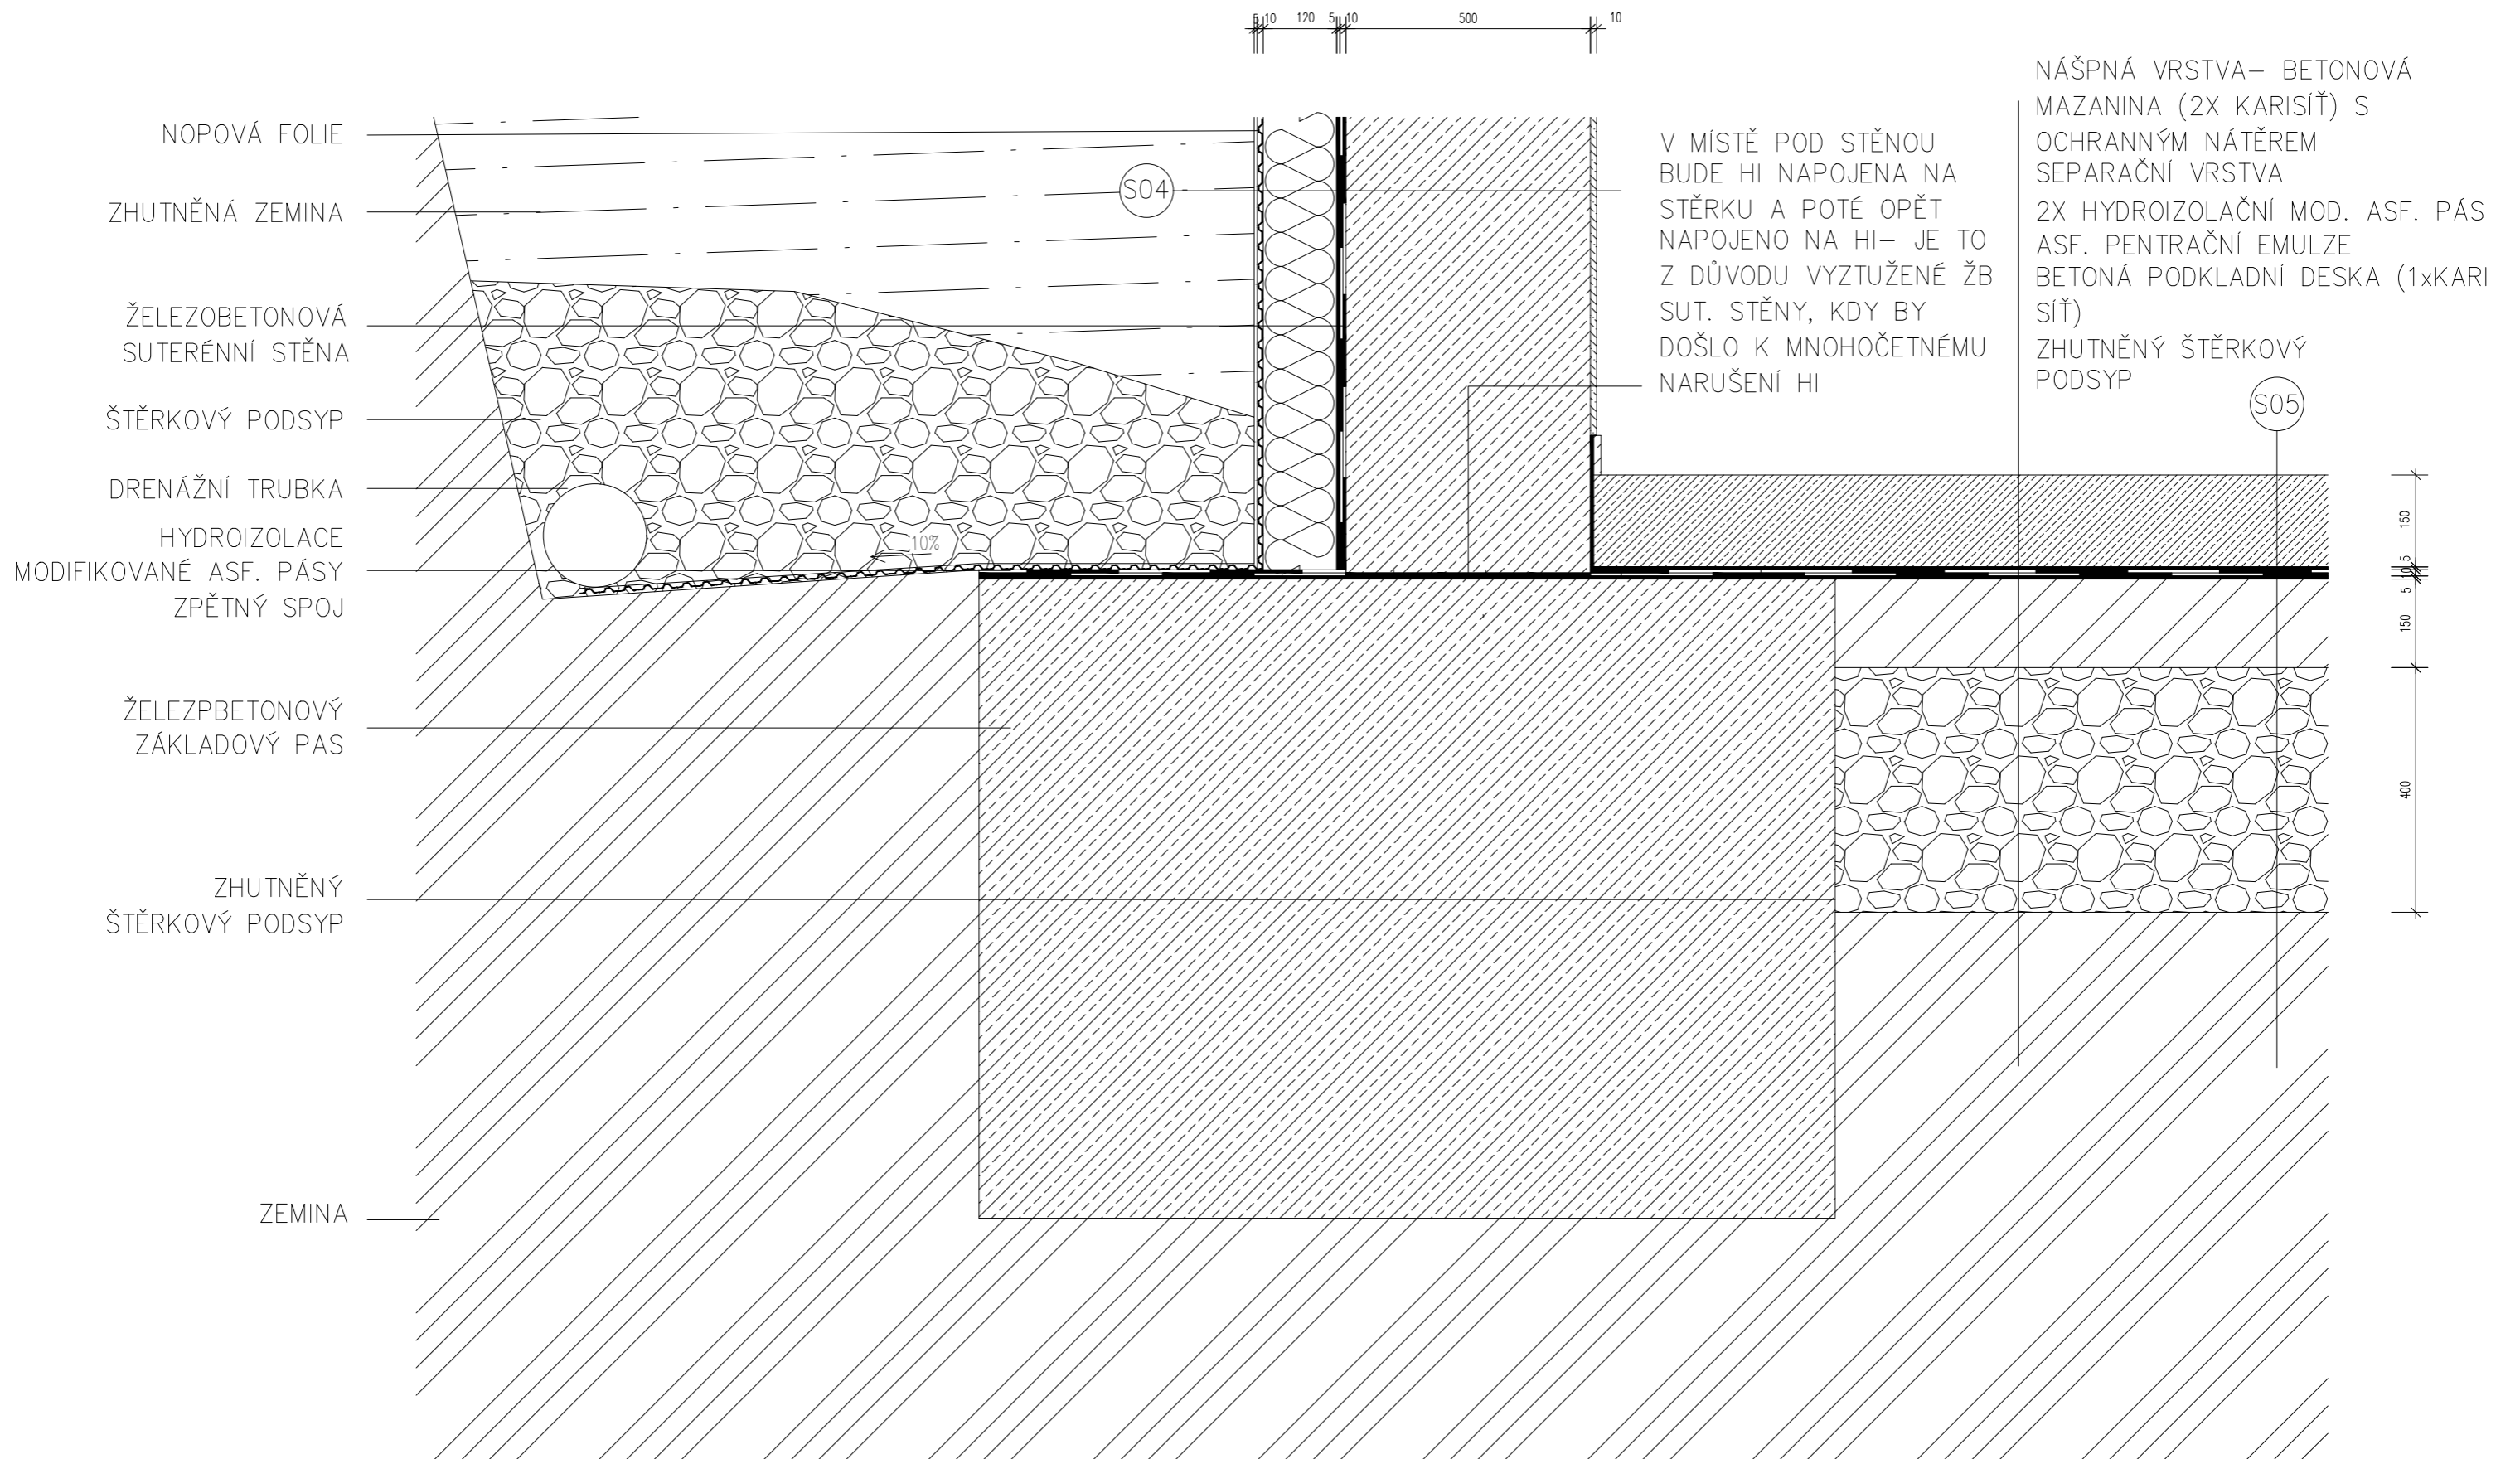 5 10 120 5 10 500 10
NOPOVÁ FOLIE
ZHUTNĚNÁ ZEMINA
ŽELEZOBETONOVÁ
SUTERÉNNÍ STĚNA
ŠTĚRKOVÝ PODSYP
DRENÁŽNÍ TRUBKA
HYDROIZOLACE
MODIFIKOVANÉ ASF. PÁSY
ZPĚTNÝ SPOJ
ŽELEZPBETONOVÝ
ZÁKLADOVÝ PAS
ZHUTNĚNÝ
ŠTĚRKOVÝ PODSYP
ZEMINA
S04
10%
V MÍSTĚ POD STĚNOU
BUDE HI NAPOJENA NA
STĚRKU A POTÉ OPĚT
NAPOJENO NA HI– JE TO
Z DŮVODU VYZTUŽENÉ ŽB
SUT. STĚNY, KDY BY
DOŠLO K MNOHOČETNÉMU
NARUŠENÍ HI
NÁŠPNÁ VRSTVA– BETONOVÁ
MAZANINA (2X KARISÍŤ) S
OCHRANNÝM NÁTĚREM
SEPARAČNÍ VRSTVA
2X HYDROIZOLAČNÍ MOD. ASF. PÁS
ASF. PENTRAČNÍ EMULZE
BETONÁ PODKLADNÍ DESKA (1xKARI
SÍŤ)
ZHUTNĚNÝ ŠTĚRKOVÝ
PODSYP
S05
150
5
10
5
150
400